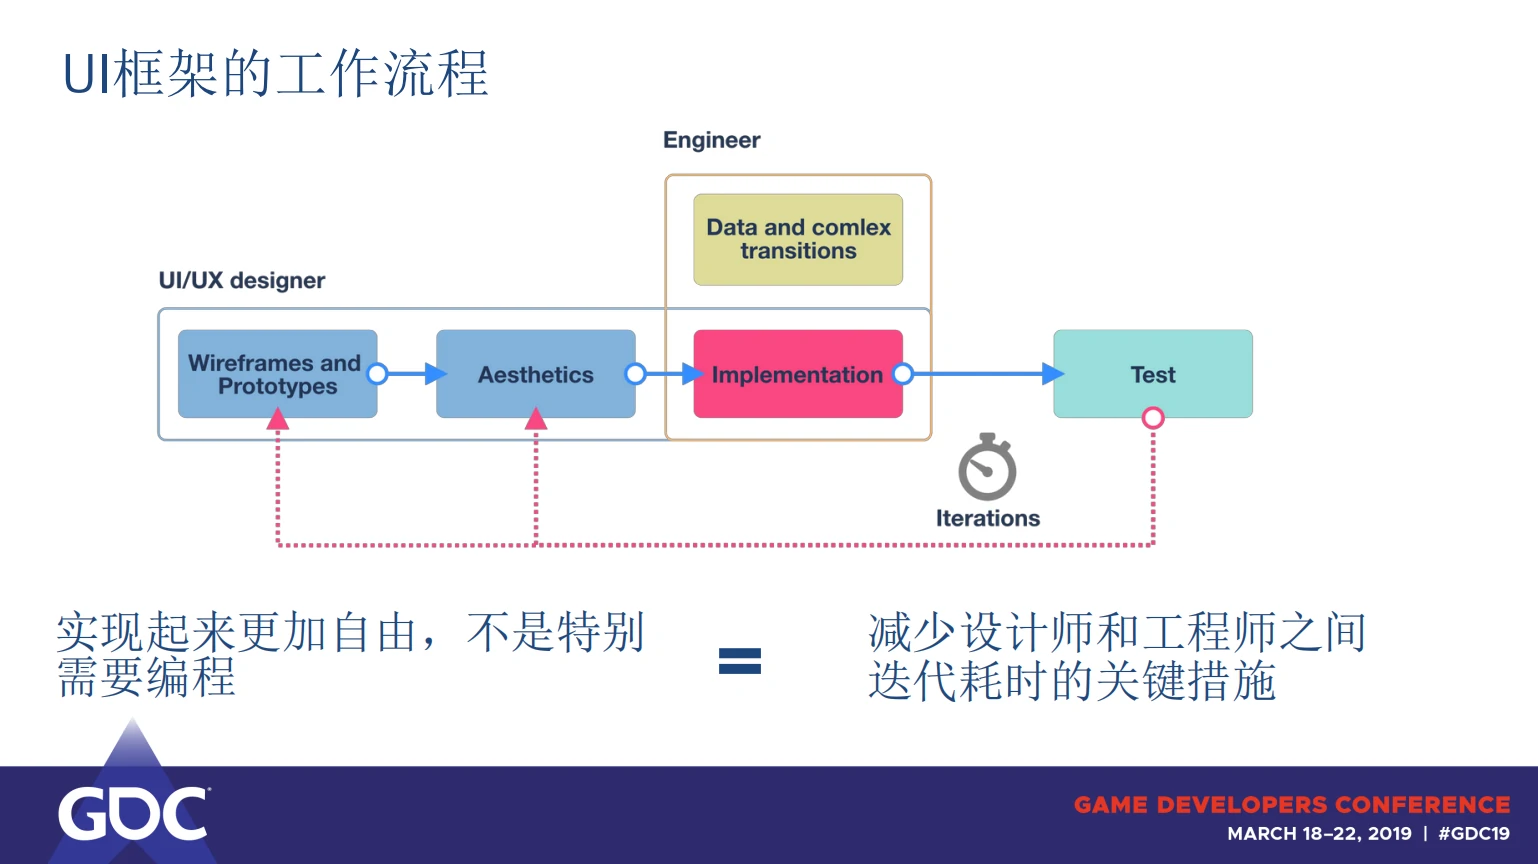 UI框架的工作流程
Engineer
Data and comlex
transitions
UI/UX designer
Wireframes and
Prototypes
Aesthetics
Implementation
Test
Iterations
实现起来更加自由，不是特别
需要编程
=
减少设计师和工程师之间
迭代耗时的关键措施
GDC
GAME DEVELOPERS CONFERENCE
MARCH 18–22, 2019 | #GDC19